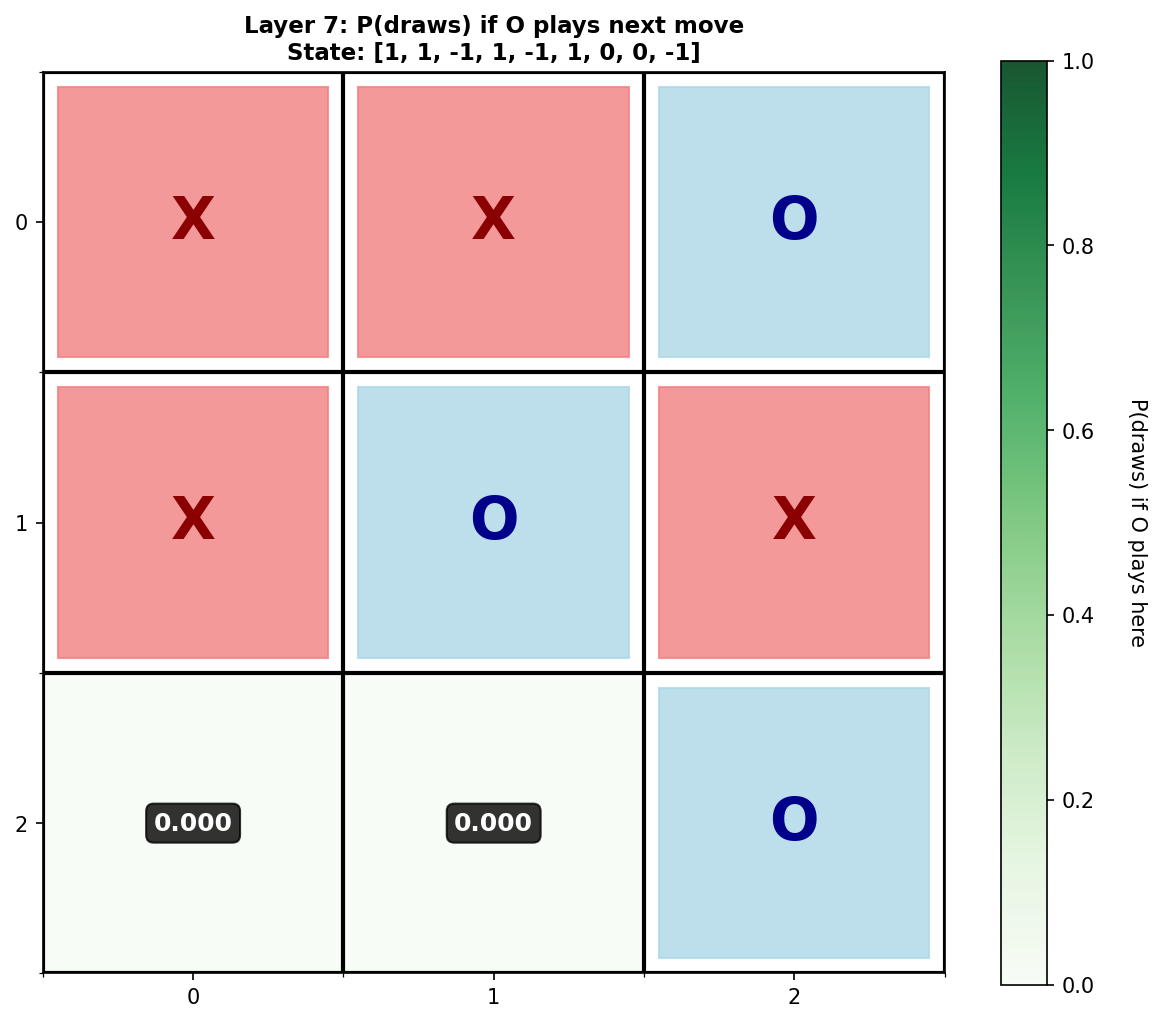 Layer 7: P(draws) if O plays next move
State: [1, 1, -1, 1, -1, 1, 0, 0, -1]
0
X
X
O
1
X
O
X
2
0.000
0.000
O
0
1
2
1.0
0.8
0.6
0.4
0.2
0.0
P(draws) if O plays here